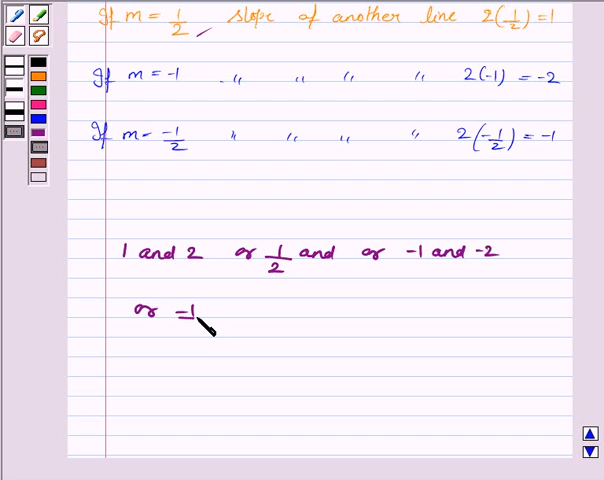 If m = 1/2, slope of another line 2(1/2) = 1
If m = -1 " " " " 2(-1) = -2
If m = -1/2 " " " " 2(-1/2) = -1
1 and 2 or 1/2 and or -1 and -2
or -1